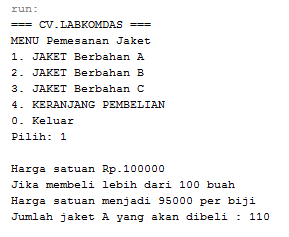 run:
=== CV.LABKOMDAS ===
MENU Pemesanan Jaket
1. JAKET Berbahan A
2. JAKET Berbahan B
3. JAKET Berbahan C
4. KERANJANG PEMBELIAN
0. Keluar
Pilih: 1
Harga satuan Rp.100000
Jika membeli lebih dari 100 buah
Harga satuan menjadi 95000 per biji
Jumlah jaket A yang akan dibeli : 110